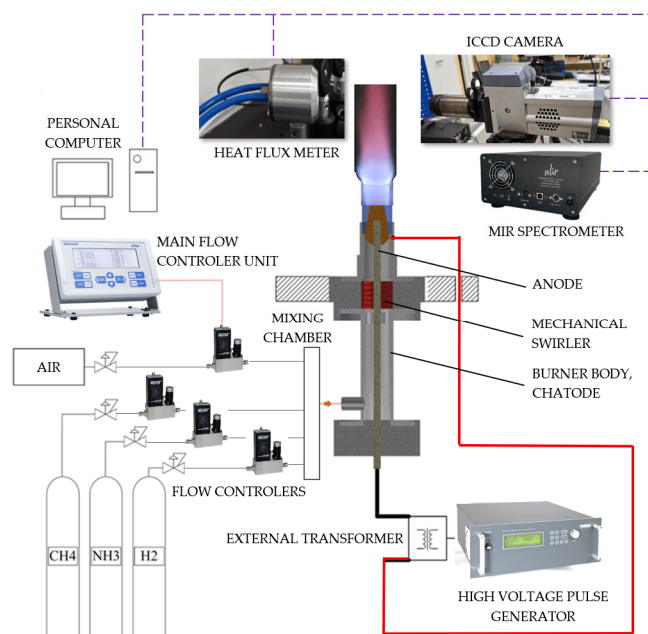 ICCD CAMERA
HEAT FLUX METER
PERSONAL
COMPUTER
MIR SPECTROMETER
nlir
MAIN FLOW
CONTROLER UNIT
ANODE
MIXING
CHAMBER
MECHANICAL
SWIRLER
BURNER BODY,
CHATODE
AIR
FLOW CONTROLERS
EXTERNAL TRANSFORMER
CH4
NH3
H2
HIGH VOLTAGE PULSE
GENERATOR